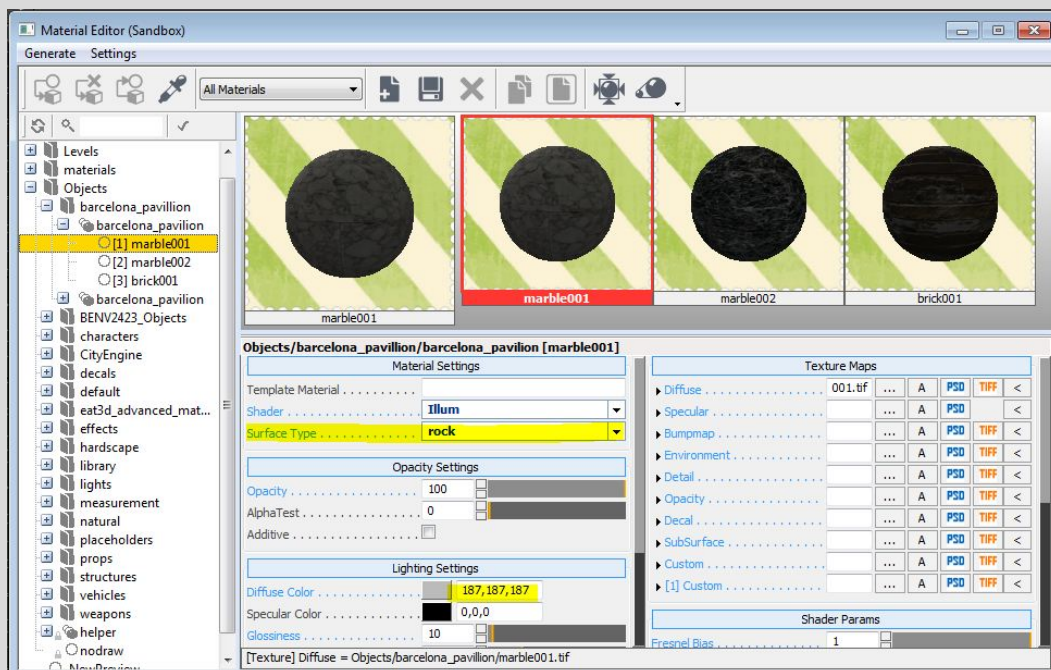 Material Editor (Sandbox)
Generate Settings
All Materials
Levels
materials
Objects
barcelona_pavillion
barcelona_pavilion
[1] marble001
[2] marble002
[3] brick001
barcelona_pavilion
BENV2423_Objects
characters
CityEngine
decals
default
eat3d_advanced_mat...
effects
hardscape
library
lights
measurement
natural
placeholders
props
structures
vehicles
weapons
helper
nodraw
NewPreview
marble001
marble001
marble002
brick001
Objects/barcelona_pavillion/barcelona_pavilion [marble001]
Material Settings
Template Material . . . . . . . . . .
Shader . . . . . . . . . . . . . . . . . . Illum
Surface Type . . . . . . . . . . . . . . rock
Opacity Settings
Opacity . . . . . . . . . . . . . . . . . 100
AlphaTest . . . . . . . . . . . . . . . . 0
Additive . . . . . . . . . . . . . . . . . .
Lighting Settings
Diffuse Color . . . . . . . . . . . . . . 187,187,187
Specular Color . . . . . . . . . . . . . 0,0,0
Glossiness . . . . . . . . . . . . . . . . 10
Texture Maps
Diffuse . . . . . . . . . . . . . . . . 001.tif ... A PSD TIFF <
Specular . . . . . . . . . . . . . . . ... A PSD <
Bumpmap . . . . . . . . . . . . . . ... A PSD TIFF <
Environment . . . . . . . . . . . . ... A PSD TIFF <
Detail . . . . . . . . . . . . . . . . . ... A PSD TIFF <
Opacity . . . . . . . . . . . . . . . . ... A PSD TIFF <
Decal . . . . . . . . . . . . . . . . . ... A PSD TIFF <
SubSurface . . . . . . . . . . . . . ... A PSD TIFF <
Custom . . . . . . . . . . . . . . . . ... A PSD TIFF <
[1] Custom . . . . . . . . . . . . . ... A PSD TIFF <
Shader Params
Fresnel Bias . . . . . . . . . . . . . . 1
[Texture] Diffuse = Objects/barcelona_pavillion/marble001.tif